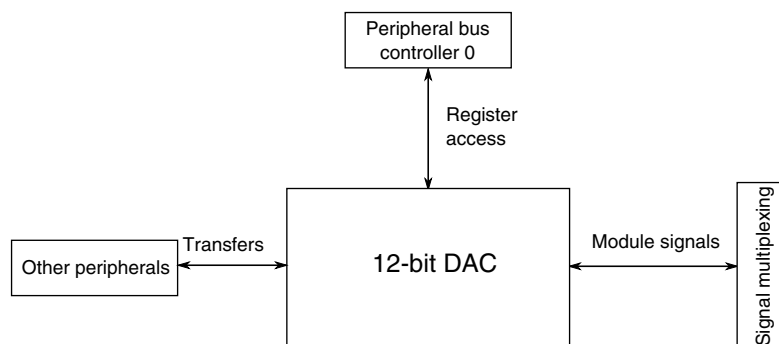 Peripheral bus
controller 0
Register
access
Transfers
Other peripherals
12-bit DAC
Module signals
Signal multiplexing